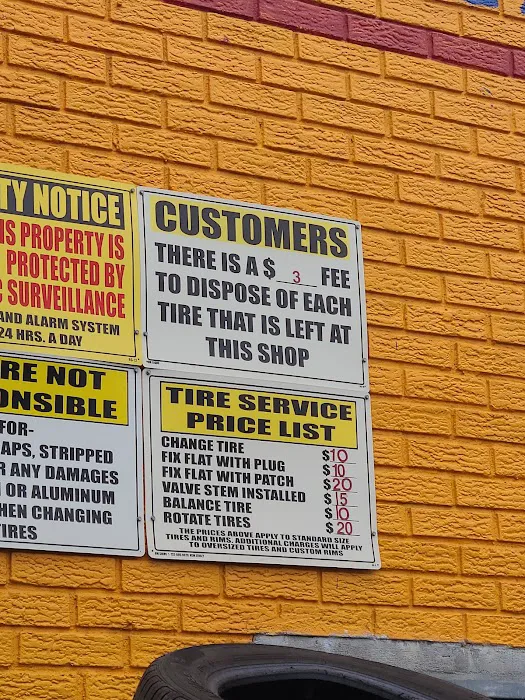 TY NOTICE
IS PROPERTY IS
PROTECTED BY
C SURVEILLANCE
AND ALARM SYSTEM
24 HRS. A DAY
CUSTOMERS
THERE IS A $ 3 FEE
TO DISPOSE OF EACH
TIRE THAT IS LEFT AT
THIS SHOP
RE NOT
ONSIBLE
FOR-
APS, STRIPPED
R ANY DAMAGES
OR ALUMINUM
HEN CHANGING
TIRES
TIRE SERVICE
PRICE LIST
CHANGE TIRE $10
FIX FLAT WITH PLUG $10
FIX FLAT WITH PATCH $20
VALVE STEM INSTALLED $15
BALANCE TIRE $10
ROTATE TIRES $20
THE PRICES ABOVE APPLY TO STANDARD SIZE
TIRES AND RIMS. ADDITIONAL CHARGES WILL APPLY
TO OVERSIZED TIRES AND CUSTOM RIMS